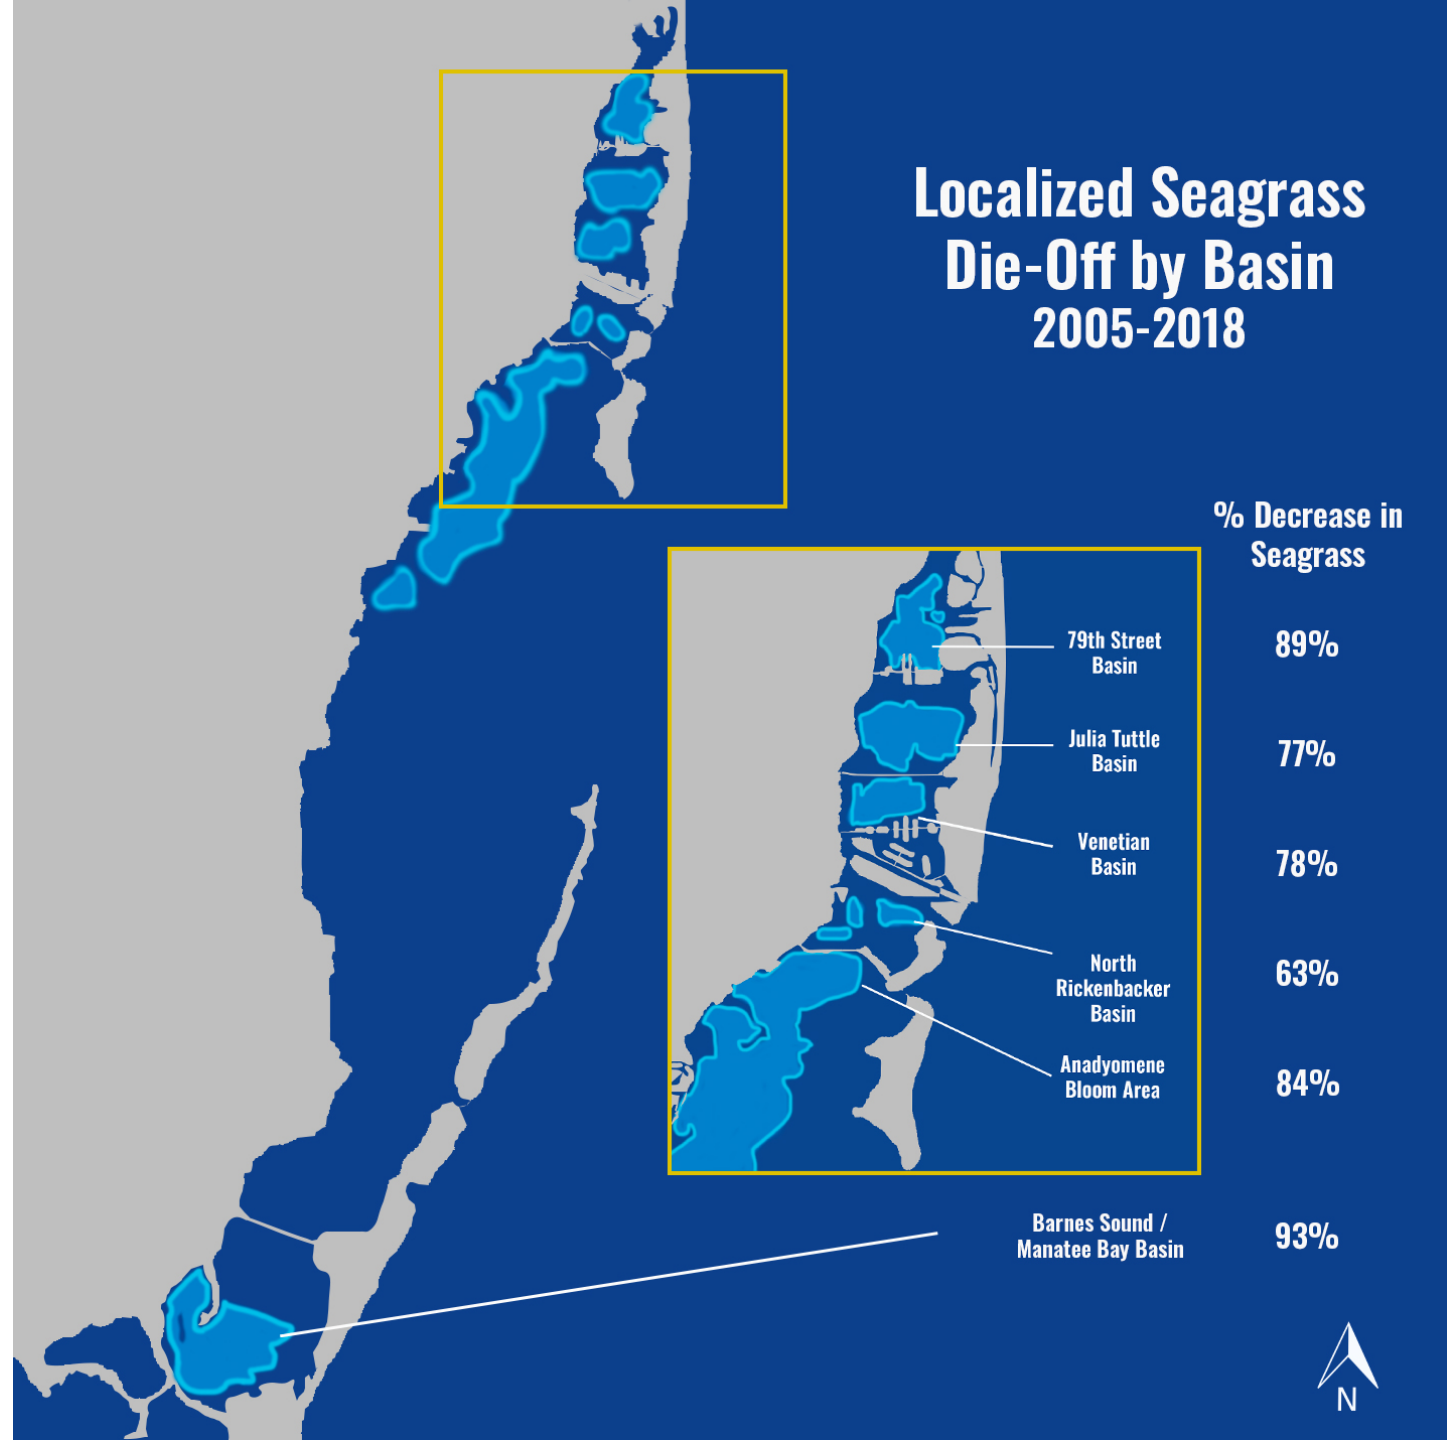 Localized Seagrass
Die-Off by Basin
2005-2018
% Decrease in
Seagrass
79th Street
Basin
89%
Julia Tuttle
Basin
77%
Venetian
Basin
78%
North
Rickenbacker
Basin
63%
Anadyomene
Bloom Area
84%
Barnes Sound /
Manatee Bay Basin
93%
N